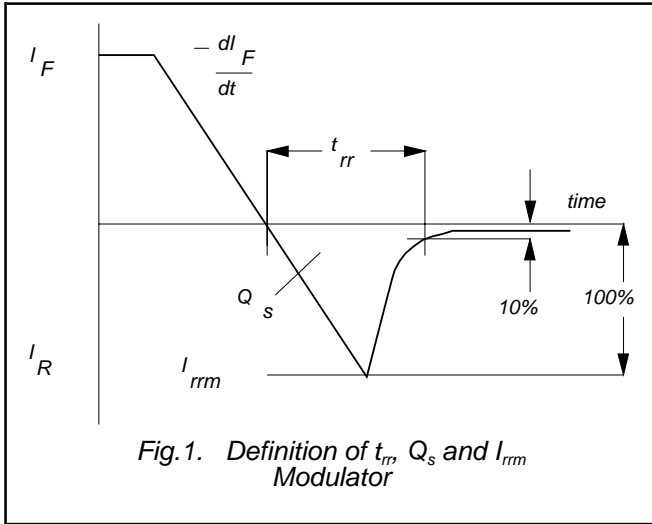 I F
– dI F
dt
t rr
time
Q s
10%
100%
I R
I rrm
Fig.1. Definition of trr, Qs and Irrm
Modulator